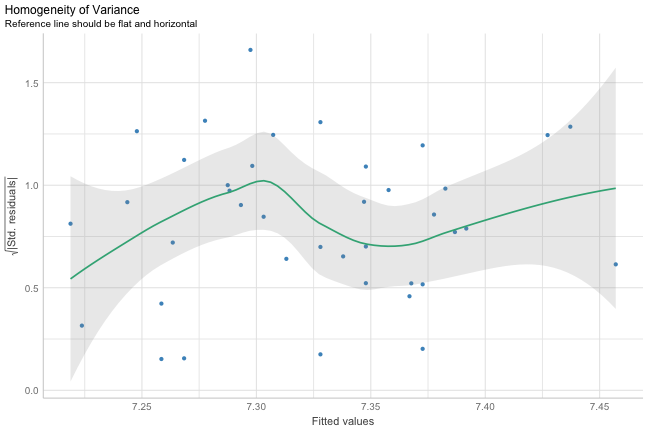 Homogeneity of Variance
Reference line should be flat and horizontal
√|Std. residuals|
1.5
1.0
0.5
0.0
7.25
7.30
7.35
7.40
7.45
Fitted values